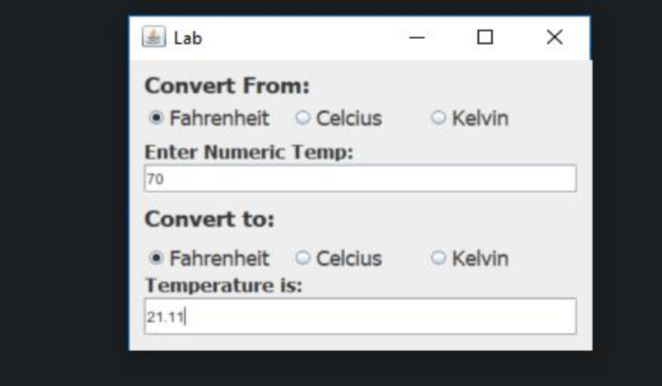 Lab
Convert From:
Fahrenheit Celcius Kelvin
Enter Numeric Temp:
70
Convert to:
Fahrenheit Celcius Kelvin
Temperature is:
21.11